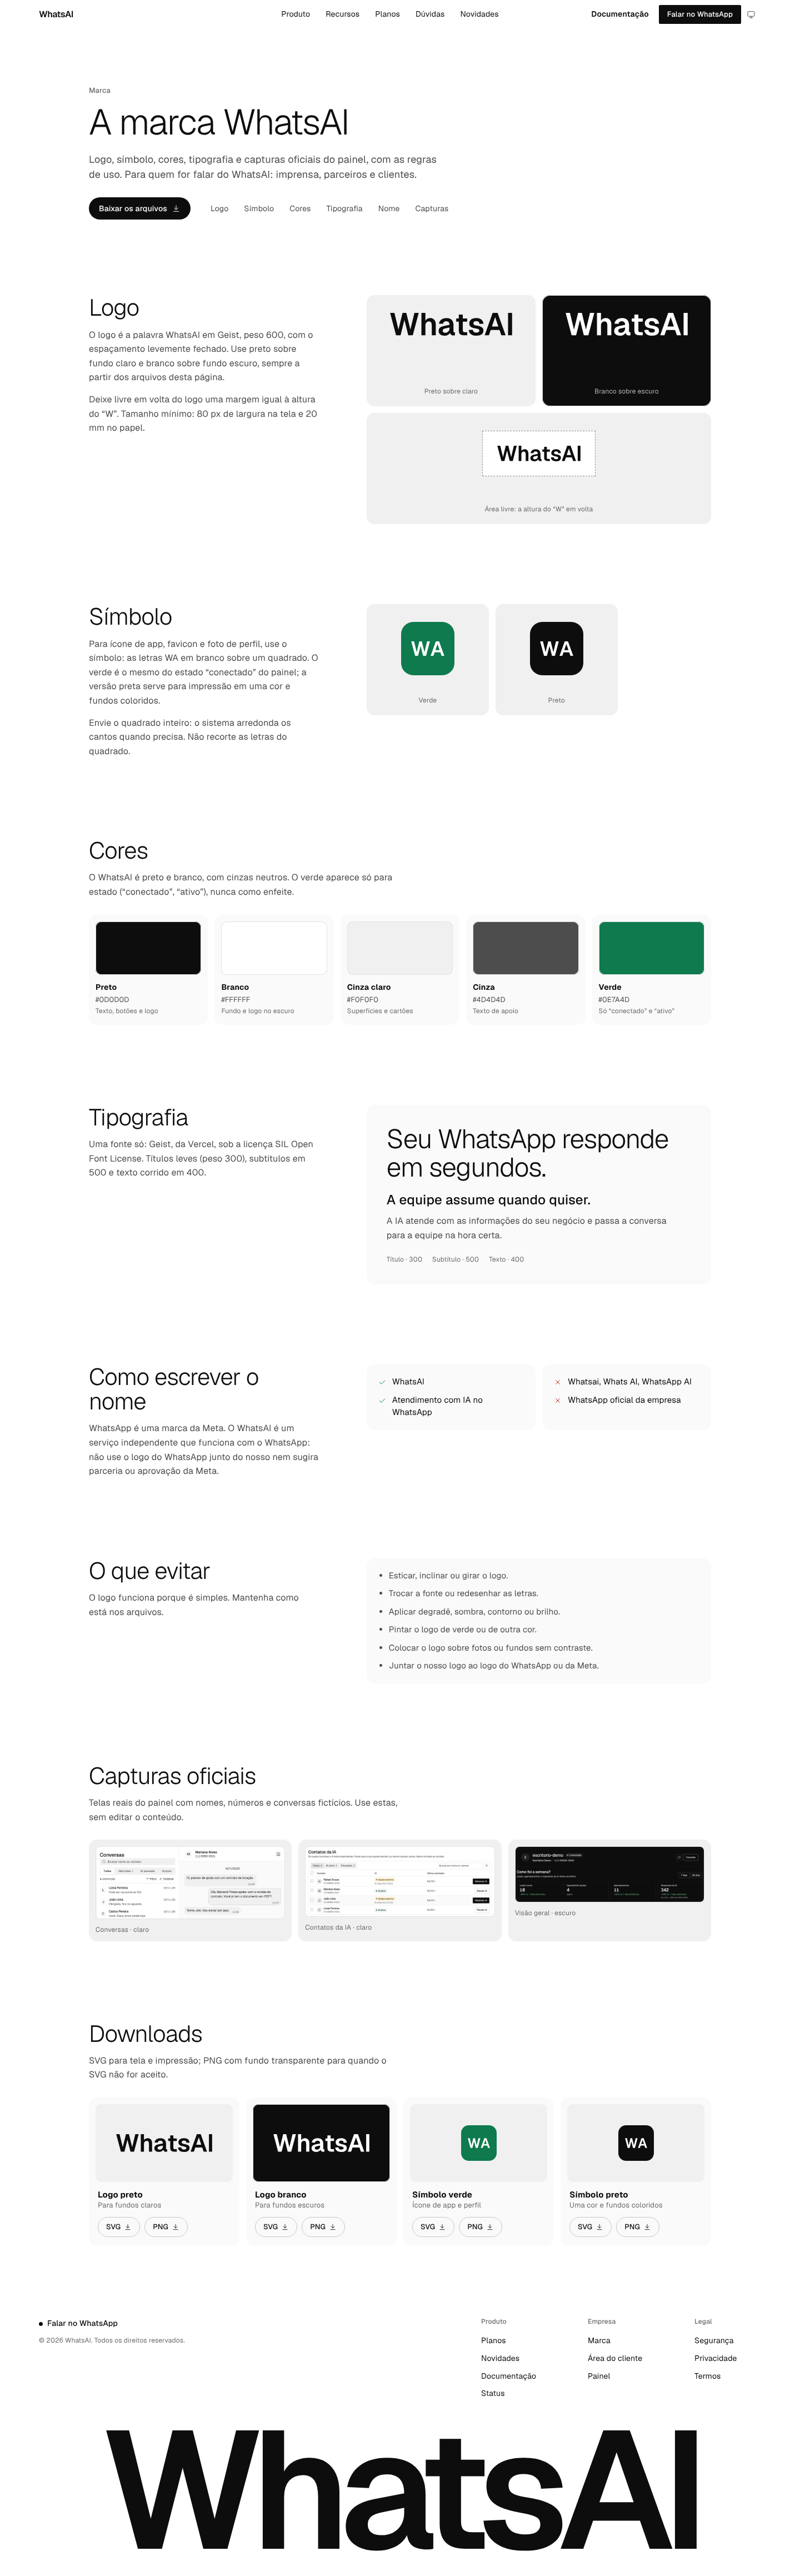 WhatsAI
Produto
Recursos
Planos
Dúvidas
Novidades
Documentação
Falar no WhatsApp
Marca
A marca WhatsAI
Logo, símbolo, cores, tipografia e capturas oficiais do painel, com as regras
de uso. Para quem for falar do WhatsAI: imprensa, parceiros e clientes.
Baixar os arquivos
Logo
Símbolo
Cores
Tipografia
Nome
Capturas
Logo
O logo é a palavra WhatsAI em Geist, peso 600, com o
espaçamento levemente fechado. Use preto sobre
fundo claro e branco sobre fundo escuro, sempre a
partir dos arquivos desta página.
Deixe livre em volta do logo uma margem igual à altura
do “W”. Tamanho mínimo: 80 px de largura na tela e 20
mm no papel.
WhatsAI
Preto sobre claro
WhatsAI
Branco sobre escuro
WhatsAI
Área livre: a altura do “W” em volta
Símbolo
Para ícone de app, favicon e foto de perfil, use o
símbolo: as letras WA em branco sobre um quadrado. O
verde é o mesmo do estado “conectado” do painel; a
versão preta serve para impressão em uma cor e
fundos coloridos.
Envie o quadrado inteiro: o sistema arredonda os
cantos quando precisa. Não recorte as letras do
quadrado.
WA
Verde
WA
Preto
Cores
O WhatsAI é preto e branco, com cinzas neutros. O verde aparece só para
estado (“conectado”, “ativo”), nunca como enfeite.
Preto
#0D0D0D
Texto, botões e logo
Branco
#FFFFFF
Fundo e logo no escuro
Cinza claro
#F0F0F0
Superfícies e cartões
Cinza
#4D4D4D
Texto de apoio
Verde
#0E7A4D
Só “conectado” e “ativo”
Tipografia
Uma fonte só: Geist, da Vercel, sob a licença SIL Open
Font License. Títulos leves (peso 300), subtítulos em
500 e texto corrido em 400.
Seu WhatsApp responde
em segundos.
A equipe assume quando quiser.
A IA atende com as informações do seu negócio e passa a conversa
para a equipe na hora certa.
Título · 300
Subtítulo · 500
Texto · 400
Como escrever o
nome
WhatsApp é uma marca da Meta. O WhatsAI é um
serviço independente que funciona com o WhatsApp:
não use o logo do WhatsApp junto do nosso nem sugira
parceria ou aprovação da Meta.
WhatsAI
Atendimento com IA no
WhatsApp
Whatsai, Whats AI, WhatsApp AI
WhatsApp oficial da empresa
O que evitar
O logo funciona porque é simples. Mantenha como
está nos arquivos.
Esticar, inclinar ou girar o logo.
Trocar a fonte ou redesenhar as letras.
Aplicar degradê, sombra, contorno ou brilho.
Pintar o logo de verde ou de outra cor.
Colocar o logo sobre fotos ou fundos sem contraste.
Juntar o nosso logo ao logo do WhatsApp ou da Meta.
Capturas oficiais
Telas reais do painel com nomes, números e conversas fictícios. Use estas,
sem editar o conteúdo.
Conversas
Conversas · claro
Contatos da IA
Contatos da IA · claro
escritorio-demo
Como foi a semana?
Visão geral · escuro
Downloads
SVG para tela e impressão; PNG com fundo transparente para quando o
SVG não for aceito.
WhatsAI
Logo preto
Para fundos claros
SVG
PNG
WhatsAI
Logo branco
Para fundos escuros
SVG
PNG
WA
Símbolo verde
Ícone de app e perfil
SVG
PNG
WA
Símbolo preto
Uma cor e fundos coloridos
SVG
PNG
Falar no WhatsApp
© 2026 WhatsAI. Todos os direitos reservados.
Produto
Planos
Novidades
Documentação
Status
Empresa
Marca
Área do cliente
Painel
Legal
Segurança
Privacidade
Termos
WhatsAI